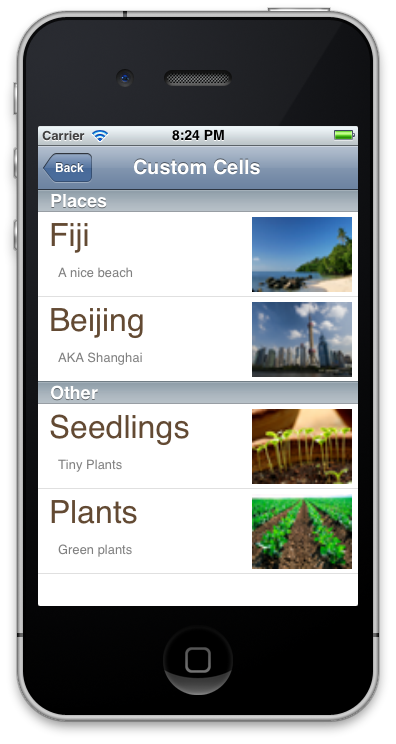 Carrier 8:24 PM
Back Custom Cells
Places
Fiji
A nice beach
Beijing
AKA Shanghai
Other
Seedlings
Tiny Plants
Plants
Green plants